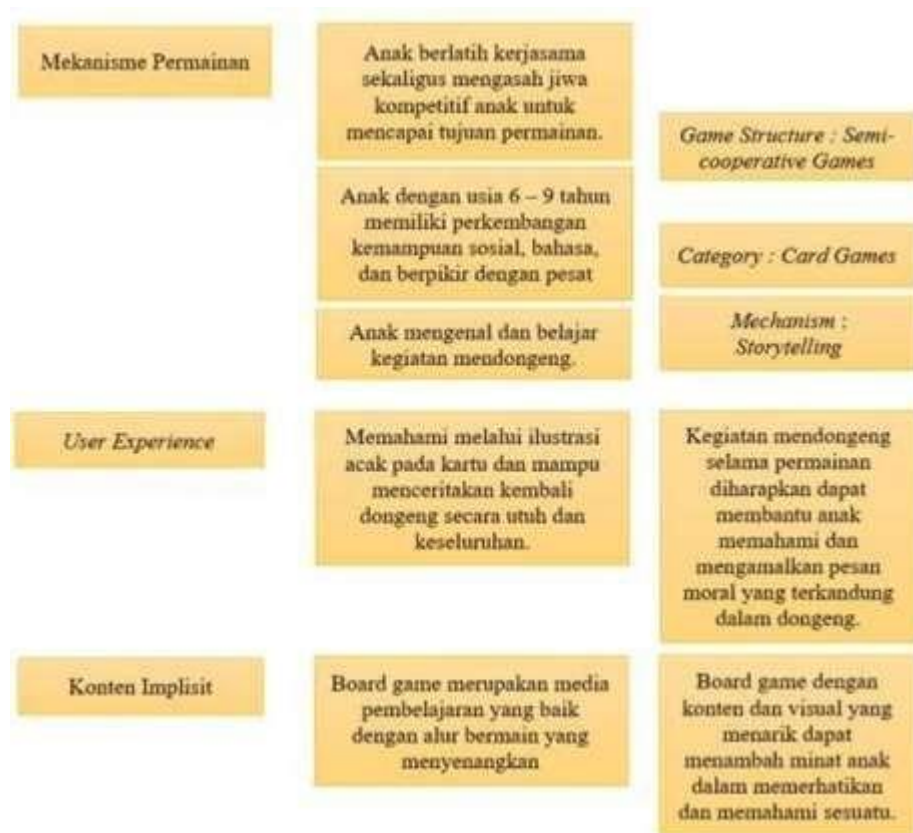 Mekanisme Permainan
Anak berlatih kerjasama
sekaligus mengasah jiwa
kompetitif anak untuk
mencapai tujuan permainan.
Game Structure : Semi-
cooperative Games
Anak dengan usia 6 – 9 tahun
memiliki perkembangan
kemampuan sosial, bahasa,
dan berpikir dengan pesat
Category : Card Games
Anak mengenal dan belajar
kegiatan mendongeng.
Mechanism :
Storytelling
User Experience
Memahami melalui ilustrasi
acak pada kartu dan mampu
menceritakan kembali
dongeng secara utuh dan
keseluruhan.
Kegiatan mendongeng
selama permainan
diharapkan dapat
membantu anak
memahami dan
mengamalkan pesan
moral yang terkandung
dalam dongeng.
Konten Implisit
Board game merupakan media
pembelajaran yang baik
dengan alur bermain yang
menyenangkan
Board game dengan
konten dan visual yang
menarik dapat
menambah minat anak
dalam memerhatikan
dan memahami sesuatu.